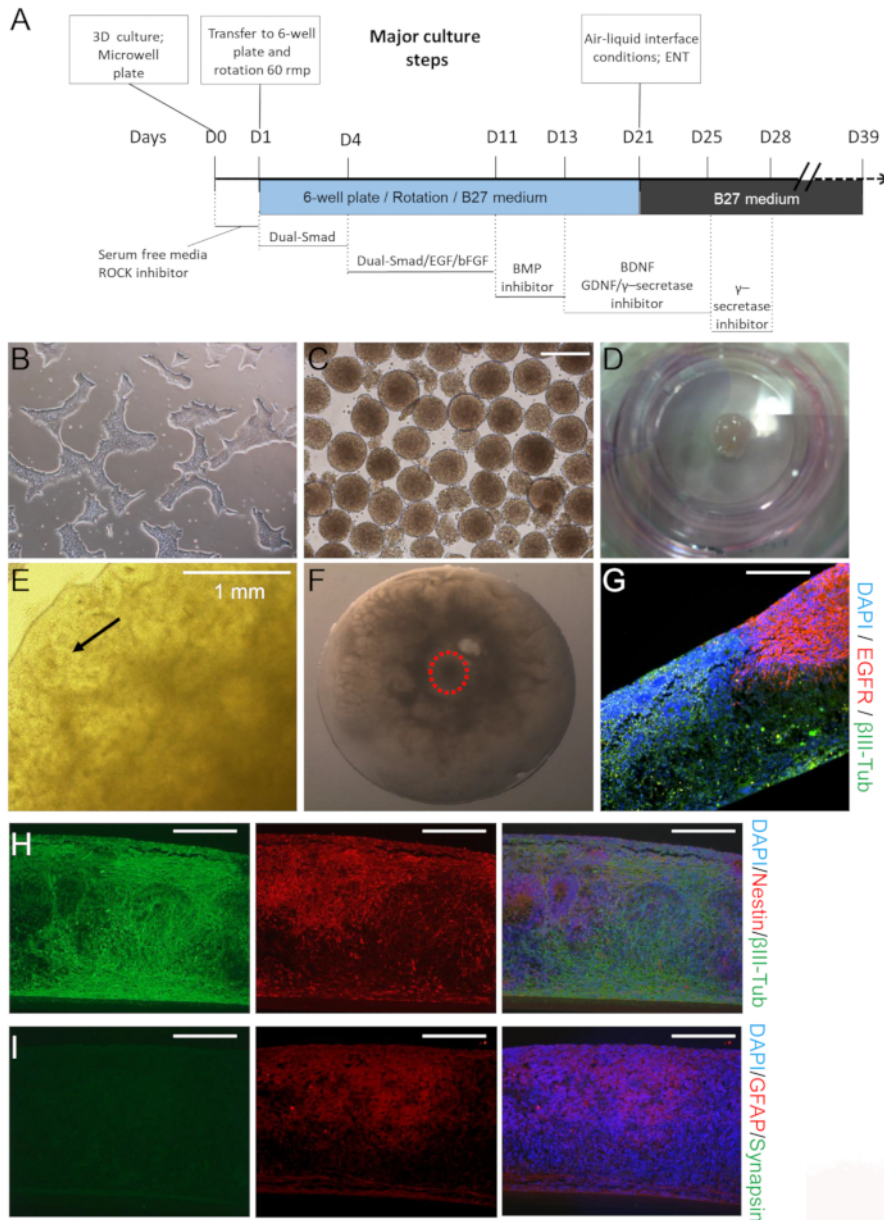 A
3D culture;
Microwell
plate
Transfer to 6-well
plate and
rotation 60 rmp
Major culture
steps
Air-liquid interface
conditions; ENT
Days
D0
D1
D4
D11
D13
D21
D25
D28
D39
6-well plate / Rotation / B27 medium
B27 medium
Serum free media
ROCK inhibitor
Dual-Smad
Dual-Smad/EGF/bFGF
BMP
inhibitor
BDNF
GDNF/γ–secretase
inhibitor
γ–
secretase
inhibitor
B
C
D
E
1 mm
F
G
DAPI / EGFR / βIII-Tub
H
DAPI/Nestin/βIII-Tub
I
DAPI/GFAP/Synapsin